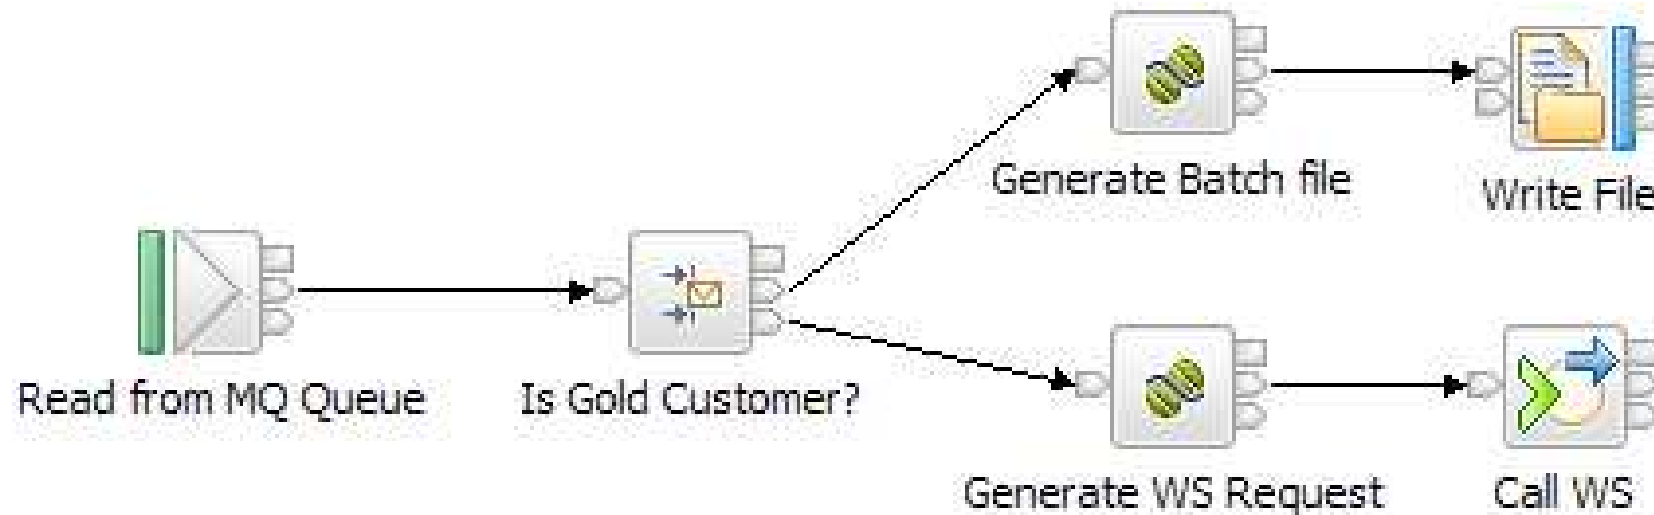 Generate Batch file
Write File
Read from MQ Queue
Is Gold Customer?
Generate WS Request
Call WS